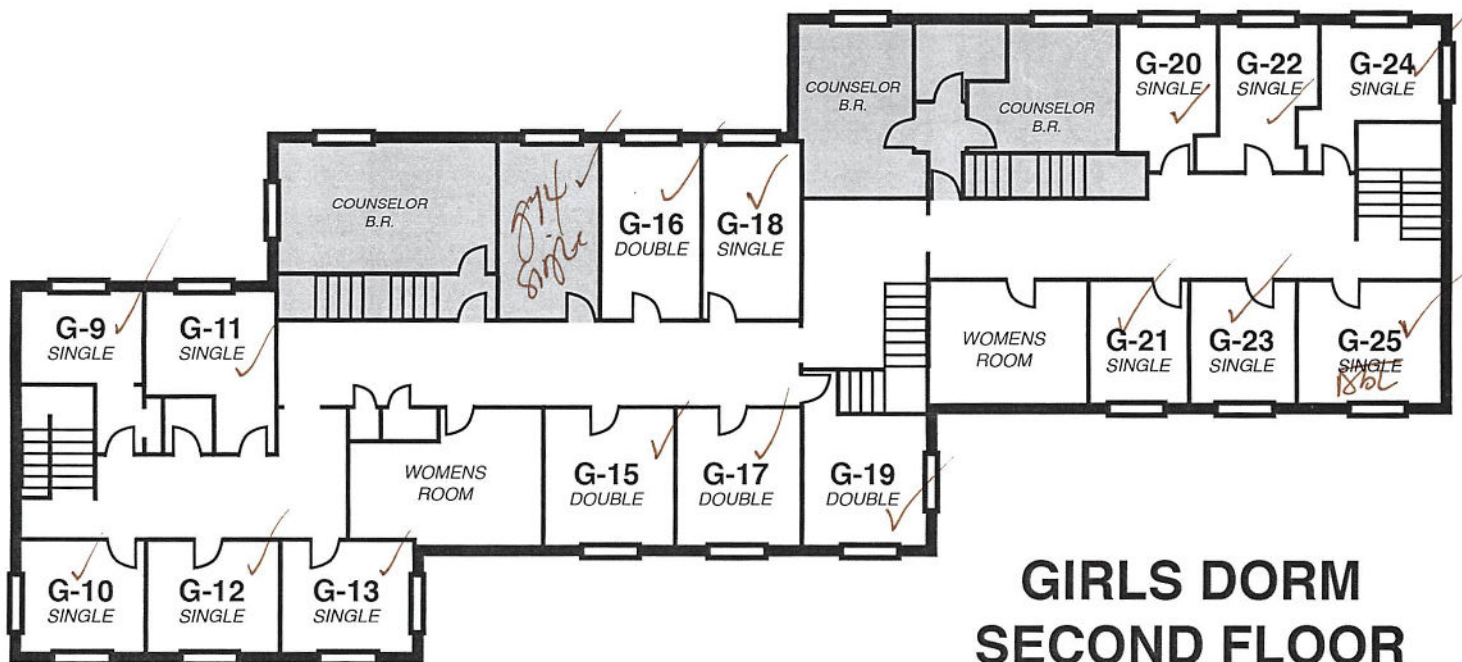 COUNSELOR
B.R.
COUNSELOR
B.R.
G-20
SINGLE
G-22
SINGLE
G-24
SINGLE
COUNSELOR
B.R.
G-16
DOUBLE
G-18
SINGLE
G-9
SINGLE
G-11
SINGLE
WOMENS
ROOM
G-21
SINGLE
G-23
SINGLE
G-25
SINGLE
Dbl
WOMENS
ROOM
G-15
DOUBLE
G-17
DOUBLE
G-19
DOUBLE
G-10
SINGLE
G-12
SINGLE
G-13
SINGLE
single
GIRLS DORM
SECOND FLOOR